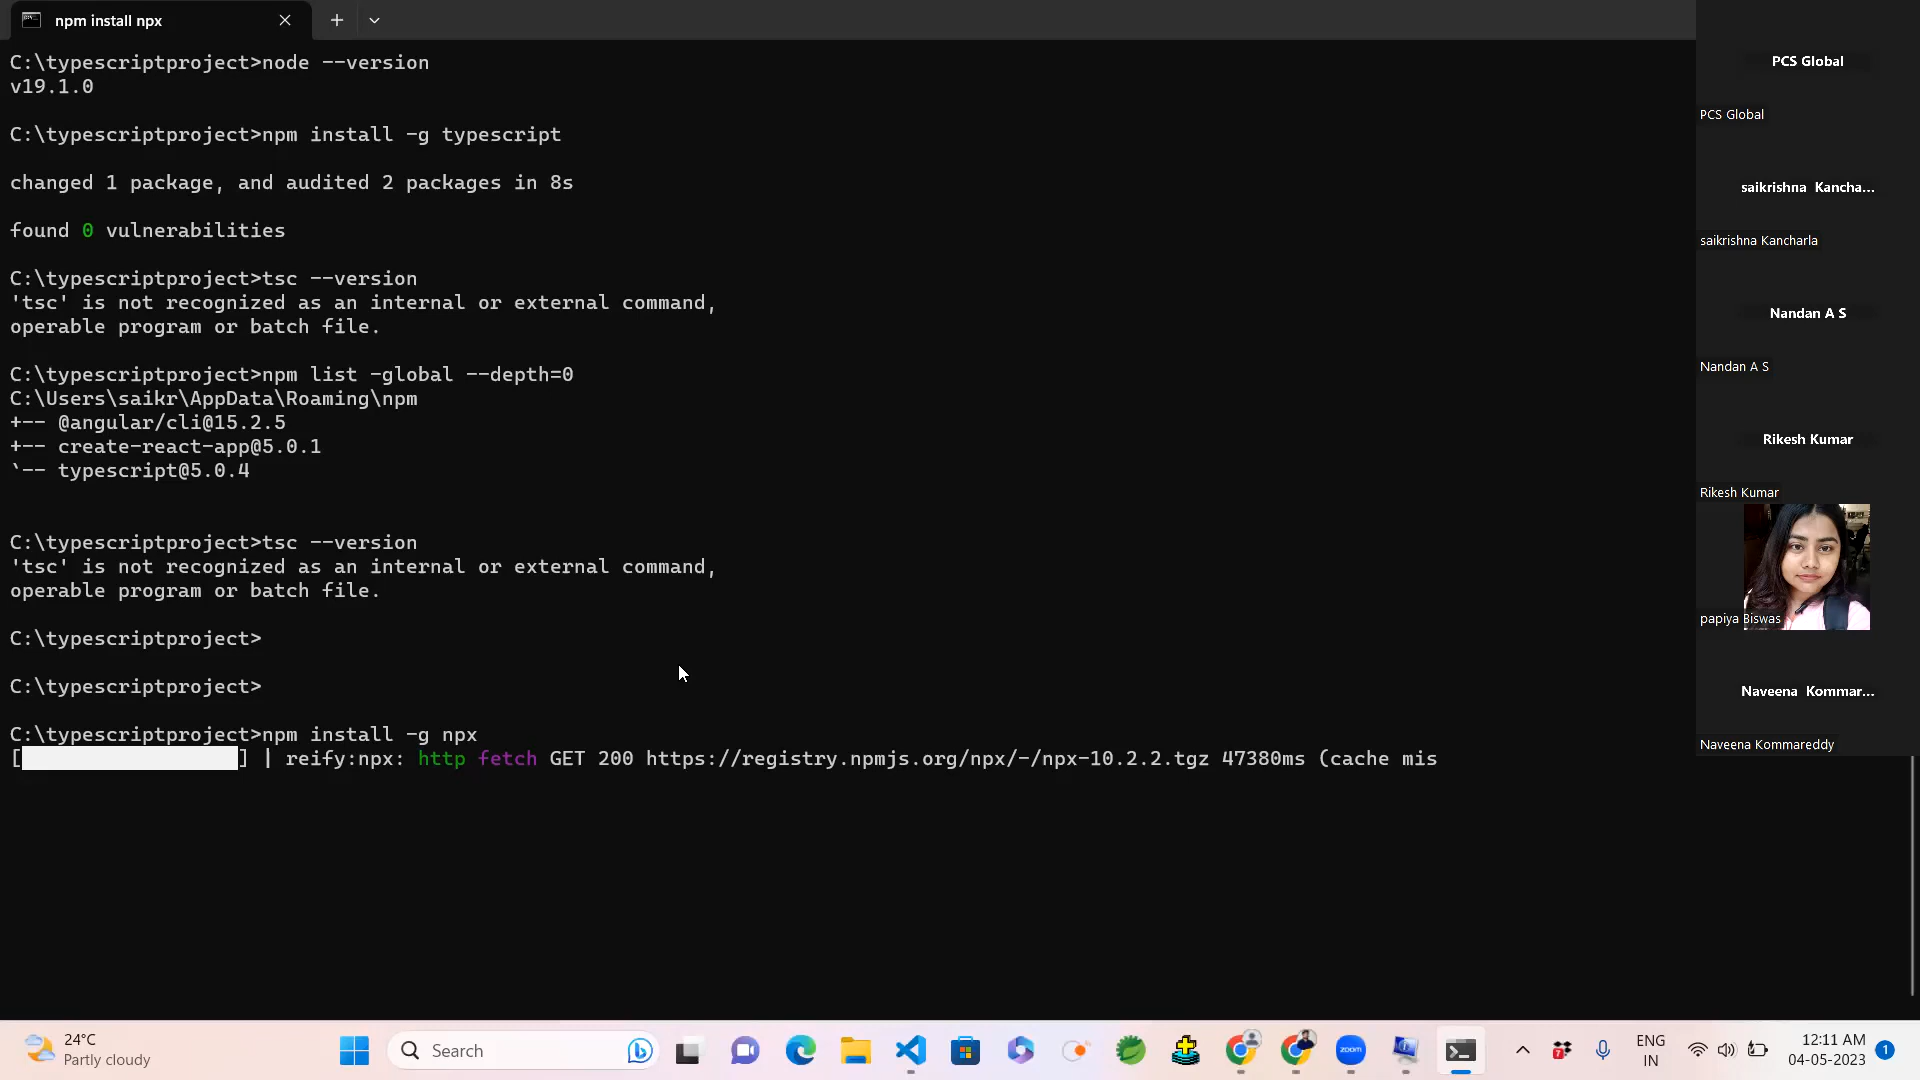 npm install npx
C:\typescriptproject>node --version
v19.1.0
C:\typescriptproject>npm install -g typescript
changed 1 package, and audited 2 packages in 8s
found 0 vulnerabilities
C:\typescriptproject>tsc --version
'tsc' is not recognized as an internal or external command,
operable program or batch file.
C:\typescriptproject>npm list -global --depth=0
C:\Users\saikr\AppData\Roaming\npm
+-- @angular/cli@15.2.5
+-- create-react-app@5.0.1
`-- typescript@5.0.4
C:\typescriptproject>tsc --version
'tsc' is not recognized as an internal or external command,
operable program or batch file.
C:\typescriptproject>
C:\typescriptproject>
C:\typescriptproject>npm install -g npx
[ ] | reify:npx: http fetch GET 200 https://registry.npmjs.org/npx/-/npx-10.2.2.tgz 47380ms (cache mis
PCS Global
PCS Global
saikrishna Kancha...
saikrishna Kancharla
Nandan A S
Nandan A S
Rikesh Kumar
Rikesh Kumar
papiya Biswas
Naveena Kommar...
Naveena Kommareddy
24°C
Partly cloudy
Search
zoom
7
ENG
IN
12:11 AM
04-05-2023
1